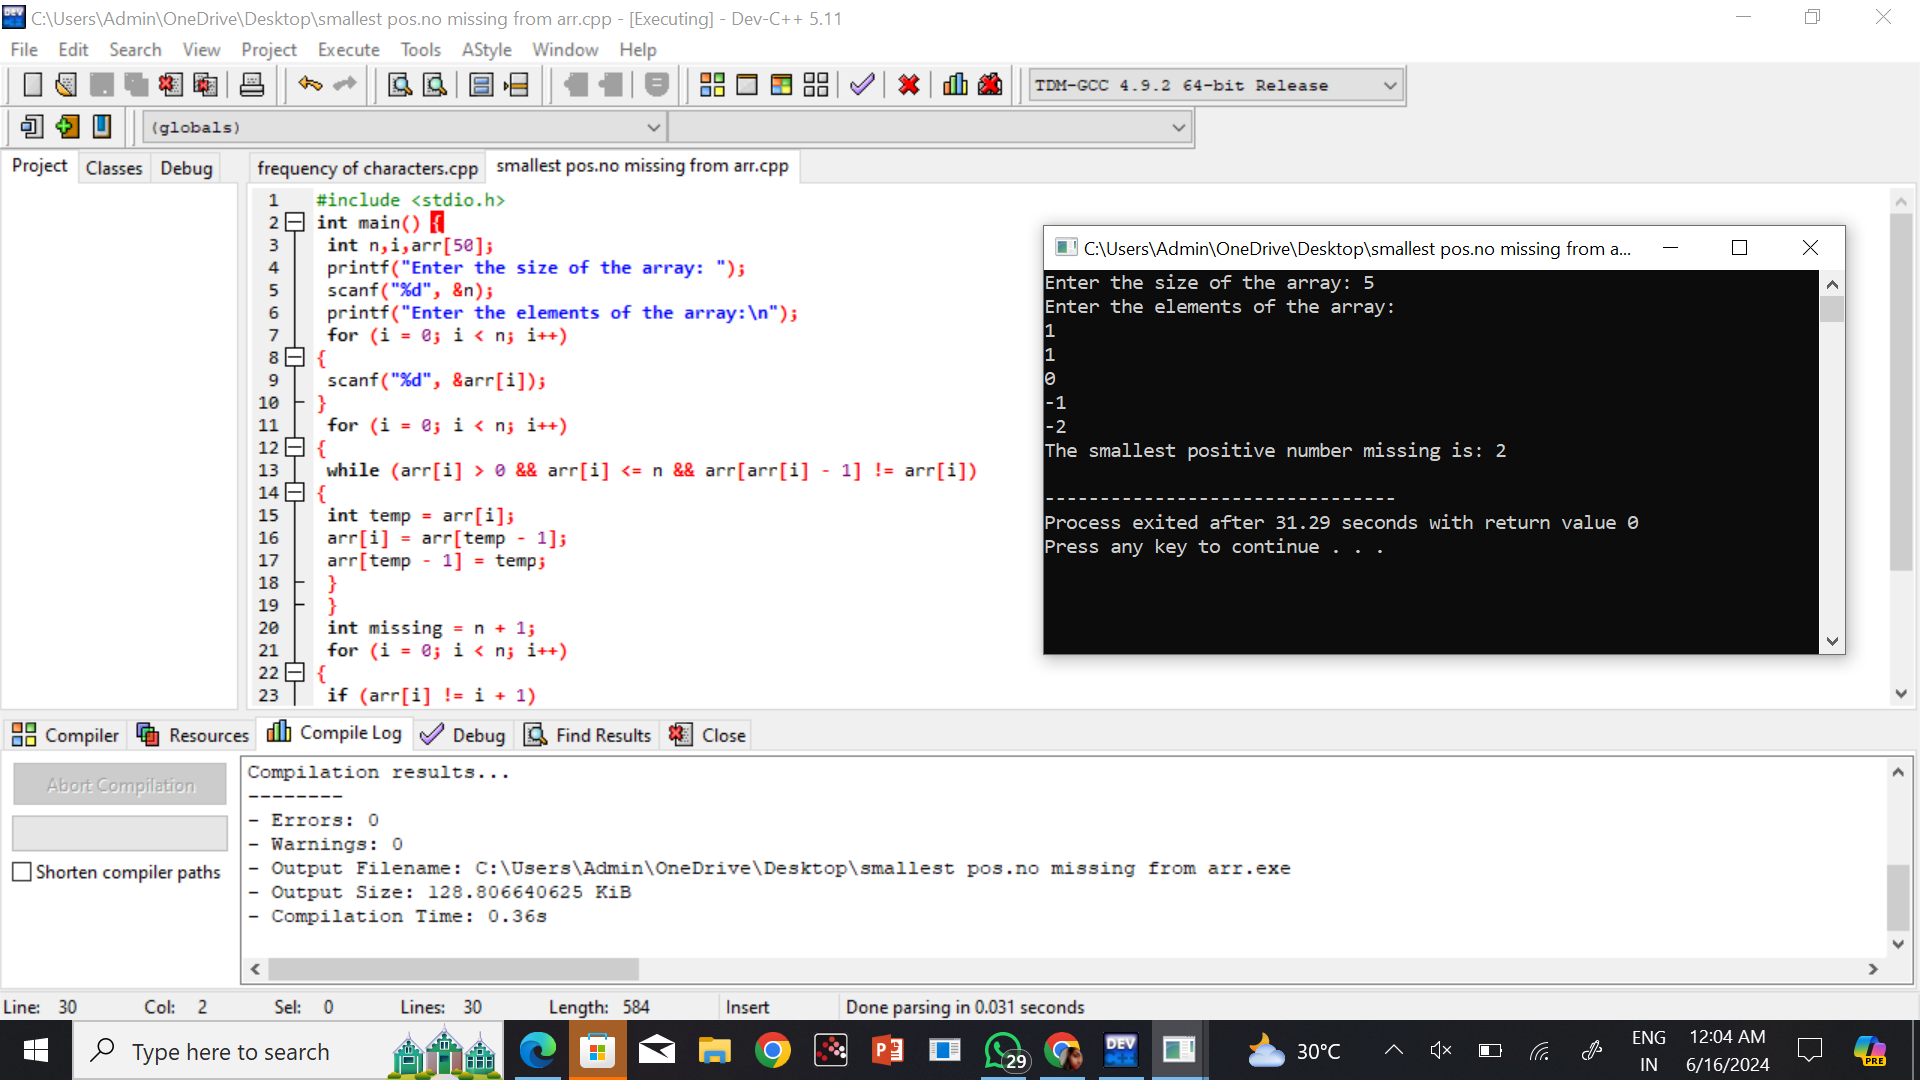 C:\Users\Admin\OneDrive\Desktop\smallest pos.no missing from arr.cpp - [Executing] - Dev-C++ 5.11
File Edit Search View Project Execute Tools AStyle Window Help
TDM-GCC 4.9.2 64-bit Release
(globals)
Project Classes Debug
frequency of characters.cpp smallest pos.no missing from arr.cpp
1 #include <stdio.h>
2 int main() {
3 int n,i,arr[50];
4 printf("Enter the size of the array: ");
5 scanf("%d", &n);
6 printf("Enter the elements of the array:\n");
7 for (i = 0; i < n; i++)
8 {
9 scanf("%d", &arr[i]);
10 }
11 for (i = 0; i < n; i++)
12 {
13 while (arr[i] > 0 && arr[i] <= n && arr[arr[i] - 1] != arr[i])
14 {
15 int temp = arr[i];
16 arr[i] = arr[temp - 1];
17 arr[temp - 1] = temp;
18 }
19 }
20 int missing = n + 1;
21 for (i = 0; i < n; i++)
22 {
23 if (arr[i] != i + 1)
C:\Users\Admin\OneDrive\Desktop\smallest pos.no missing from a...
Enter the size of the array: 5
Enter the elements of the array:
1
1
0
-1
-2
The smallest positive number missing is: 2
--------------------------------
Process exited after 31.29 seconds with return value 0
Press any key to continue . . .
Compiler Resources Compile Log Debug Find Results Close
Abort Compilation
Shorten compiler paths
Compilation results...
--------
- Errors: 0
- Warnings: 0
- Output Filename: C:\Users\Admin\OneDrive\Desktop\smallest pos.no missing from arr.exe
- Output Size: 128.806640625 KiB
- Compilation Time: 0.36s
Line: 30 Col: 2 Sel: 0 Lines: 30 Length: 584 Insert Done parsing in 0.031 seconds
Type here to search
DEV
29
30°C
ENG
IN
12:04 AM
6/16/2024
PRE